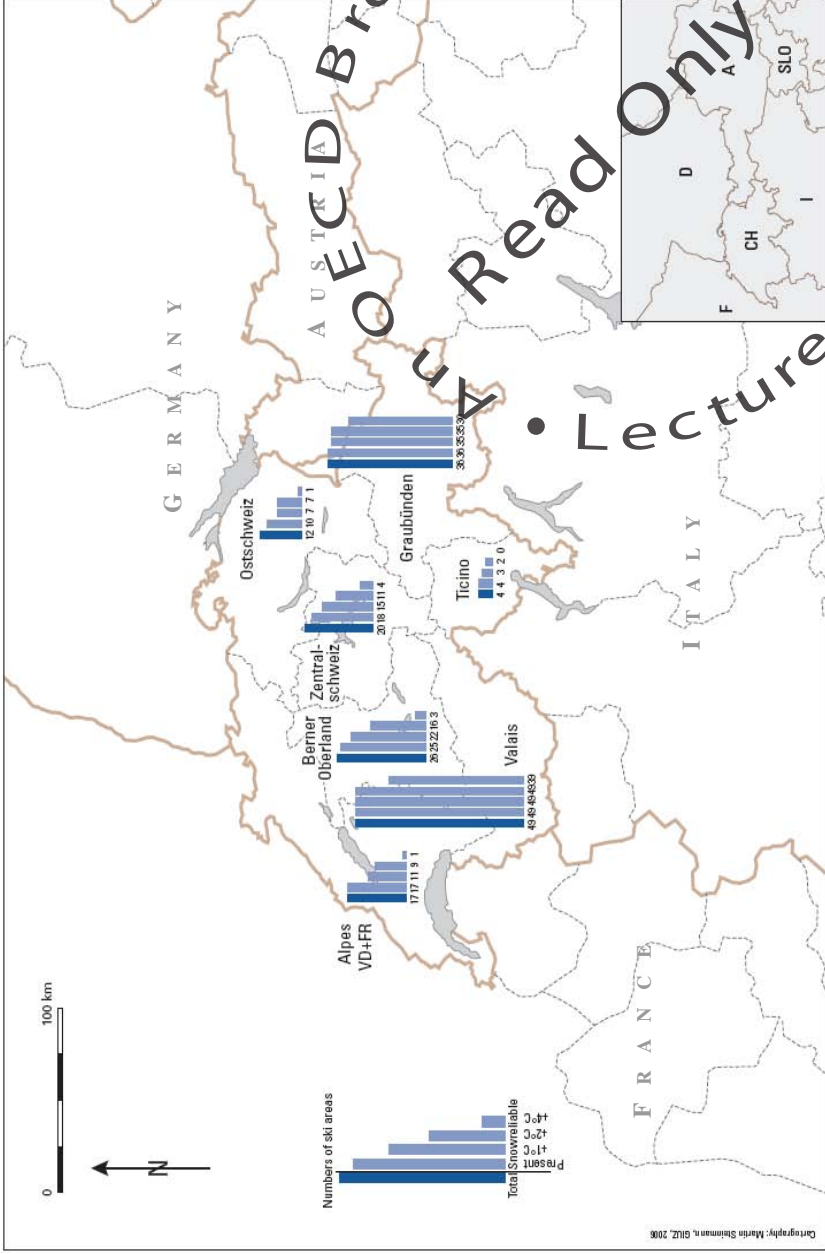 Cartography: Martin Steinmann, GIUZ, 2006
0 100 km
N
Numbers of ski areas
Total Snowreliable
Present
+1°C
+2°C
+4°C
GERMANY
AUSTRIA
FRANCE
ITALY
Alpes
VD+FR
17 17 11 9 1
Berner
Oberland
26 25 22 16 3
Valais
49 49 49 49 39
Zentral-
schweiz
20 18 15 11 4
Ostschweiz
12 10 7 7 1
Ticino
4 4 3 2 0
Graubünden
36 36 35 35 30
F
D
CH
A
SLO
I
An OECD Bro
Read Only
• Lecture